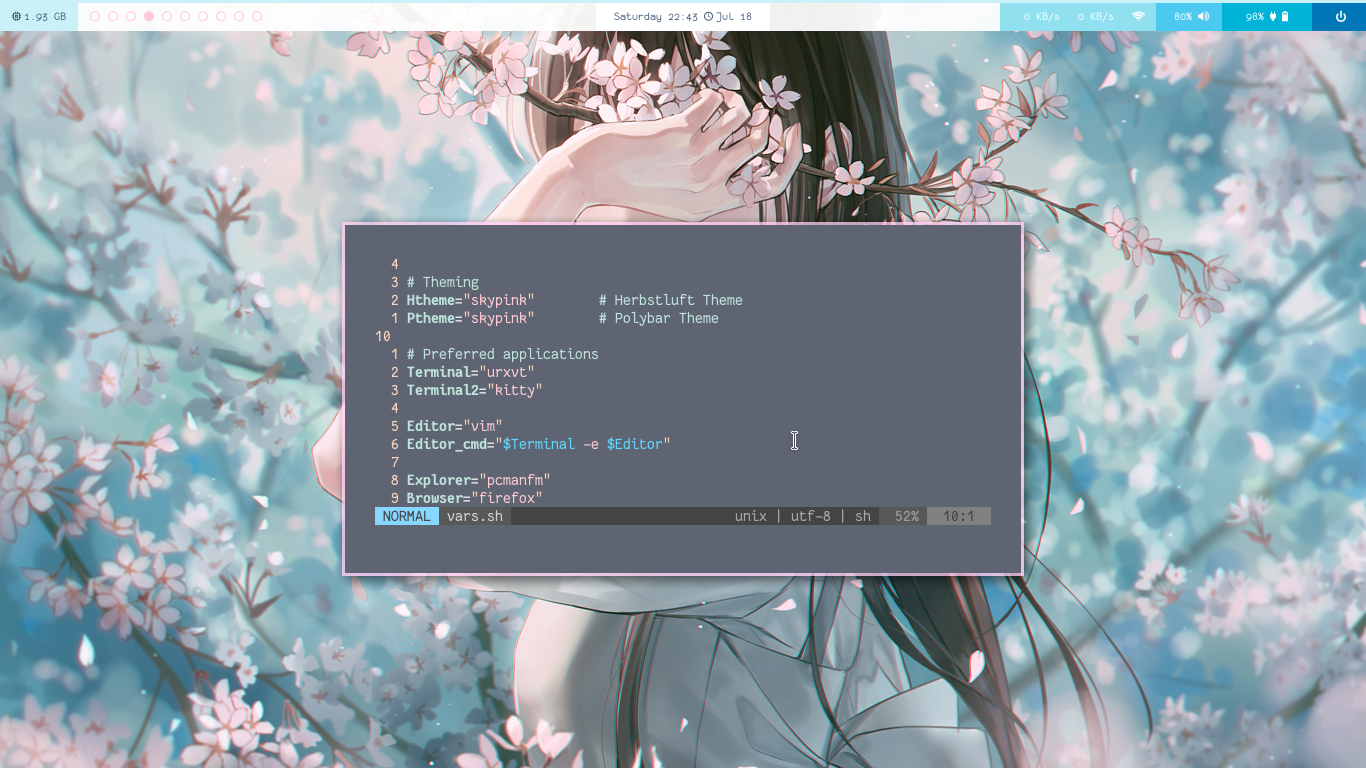 1.93 GB
Saturday 22:43 Jul 18
0 KB/s 0 KB/s
80%
98%
4
3 # Theming
2 Htheme="skypink" # Herbstluft Theme
1 Ptheme="skypink" # Polybar Theme
10
1 # Preferred applications
2 Terminal="urxvt"
3 Terminal2="kitty"
4
5 Editor="vim"
6 Editor_cmd="$Terminal -e $Editor"
7
8 Explorer="pcmanfm"
9 Browser="firefox"
NORMAL vars.sh unix | utf-8 | sh 52% 10:1